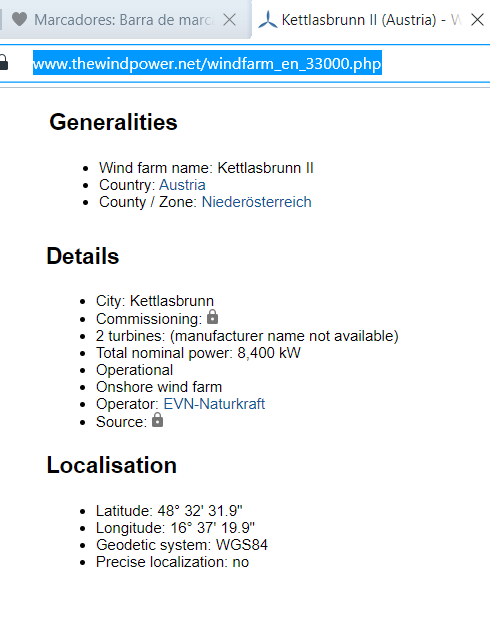 Marcadores: Barra de marc
Kettlasbrunn II (Austria) - W
www.thewindpower.net/windfarm_en_33000.php
Generalities
Wind farm name: Kettlasbrunn II
Country: Austria
County / Zone: Niederösterreich
Details
City: Kettlasbrunn
Commissioning:
2 turbines: (manufacturer name not available)
Total nominal power: 8,400 kW
Operational
Onshore wind farm
Operator: EVN-Naturkraft
Source:
Localisation
Latitude: 48° 32' 31.9"
Longitude: 16° 37' 19.9"
Geodetic system: WGS84
Precise localization: no